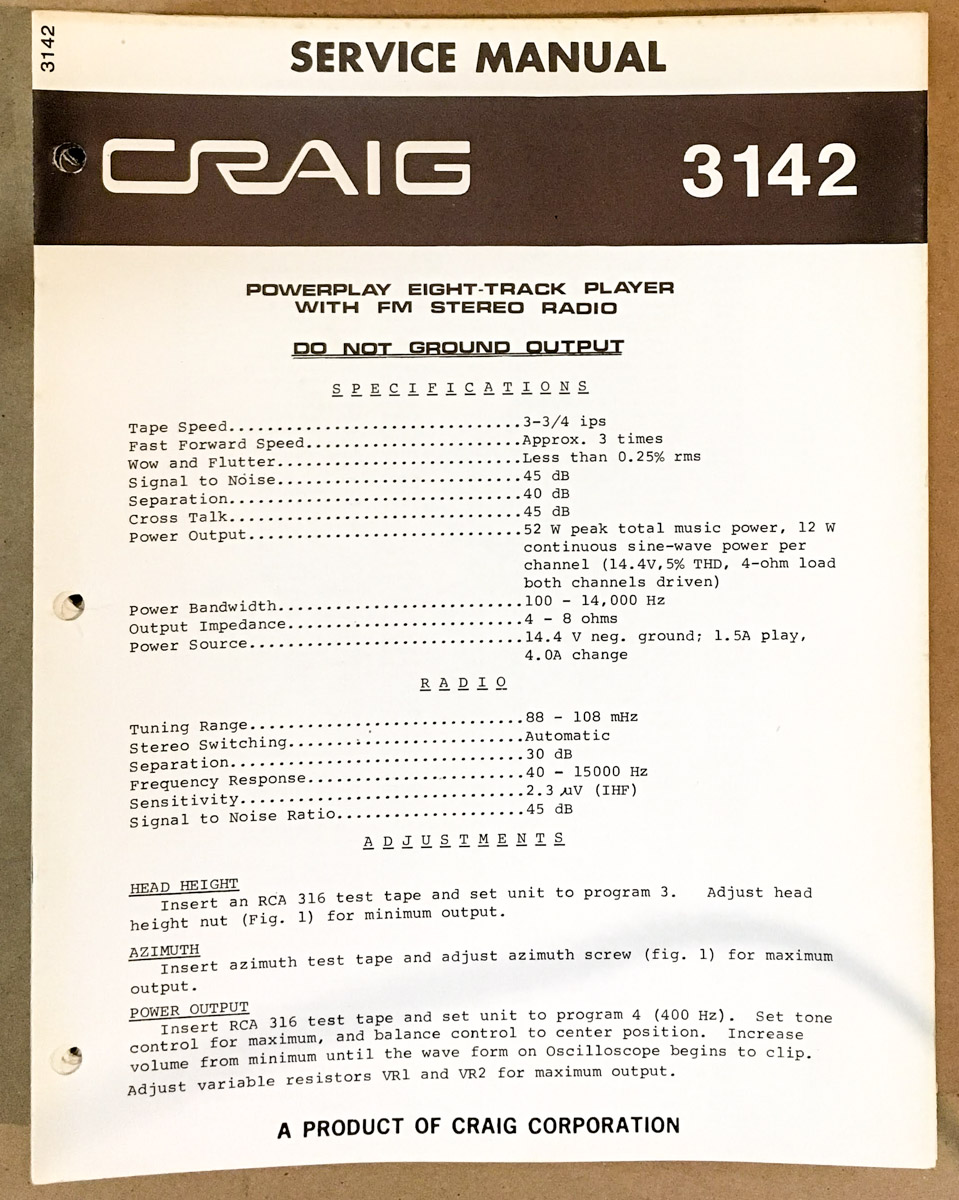 3142
SERVICE MANUAL
CRAIG 3142
POWERPLAY EIGHT-TRACK PLAYER
WITH FM STEREO RADIO
DO NOT GROUND OUTPUT
SPECIFICATIONS
Tape Speed..............................3-3/4 ips
Fast Forward Speed......................Approx. 3 times
Wow and Flutter.........................Less than 0.25% rms
Signal to Noise.........................45 dB
Separation..............................40 dB
Cross Talk..............................45 dB
Power Output............................52 W peak total music power, 12 W
continuous sine-wave power per
channel (14.4V,5% THD, 4-ohm load
both channels driven)
Power Bandwidth.........................100 - 14,000 Hz
Output Impedance........................4 - 8 ohms
Power Source............................14.4 V neg. ground; 1.5A play,
4.0A change
RADIO
Tuning Range............................88 - 108 mHz
Stereo Switching........................Automatic
Separation..............................30 dB
Frequency Response......................40 - 15000 Hz
Sensitivity.............................2.3 µV (IHF)
Signal to Noise Ratio...................45 dB
ADJUSTMENTS
HEAD HEIGHT
Insert an RCA 316 test tape and set unit to program 3. Adjust head
height nut (Fig. 1) for minimum output.
AZIMUTH
Insert azimuth test tape and adjust azimuth screw (fig. 1) for maximum
output.
POWER OUTPUT
Insert RCA 316 test tape and set unit to program 4 (400 Hz). Set tone
control for maximum, and balance control to center position. Increase
volume from minimum until the wave form on Oscilloscope begins to clip.
Adjust variable resistors VR1 and VR2 for maximum output.
A PRODUCT OF CRAIG CORPORATION